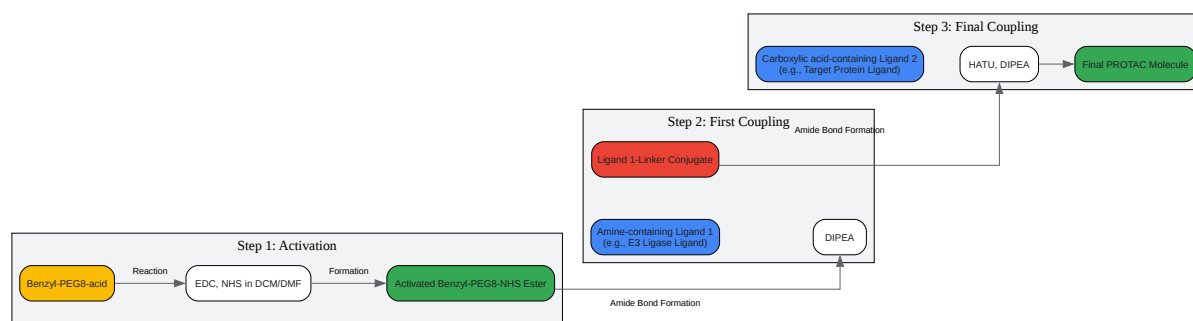 Step 3: Final Coupling
Carboxylic acid-containing Ligand 2
(e.g., Target Protein Ligand)
HATU, DIPEA
Final PROTAC Molecule
Step 2: First Coupling
Amide Bond Formation
Ligand 1-Linker Conjugate
Amine-containing Ligand 1
(e.g., E3 Ligase Ligand)
DIPEA
Step 1: Activation
Benzyl-PEG8-acid
Reaction
EDC, NHS in DCM/DMF
Formation
Activated Benzyl-PEG8-NHS Ester
Amide Bond Formation